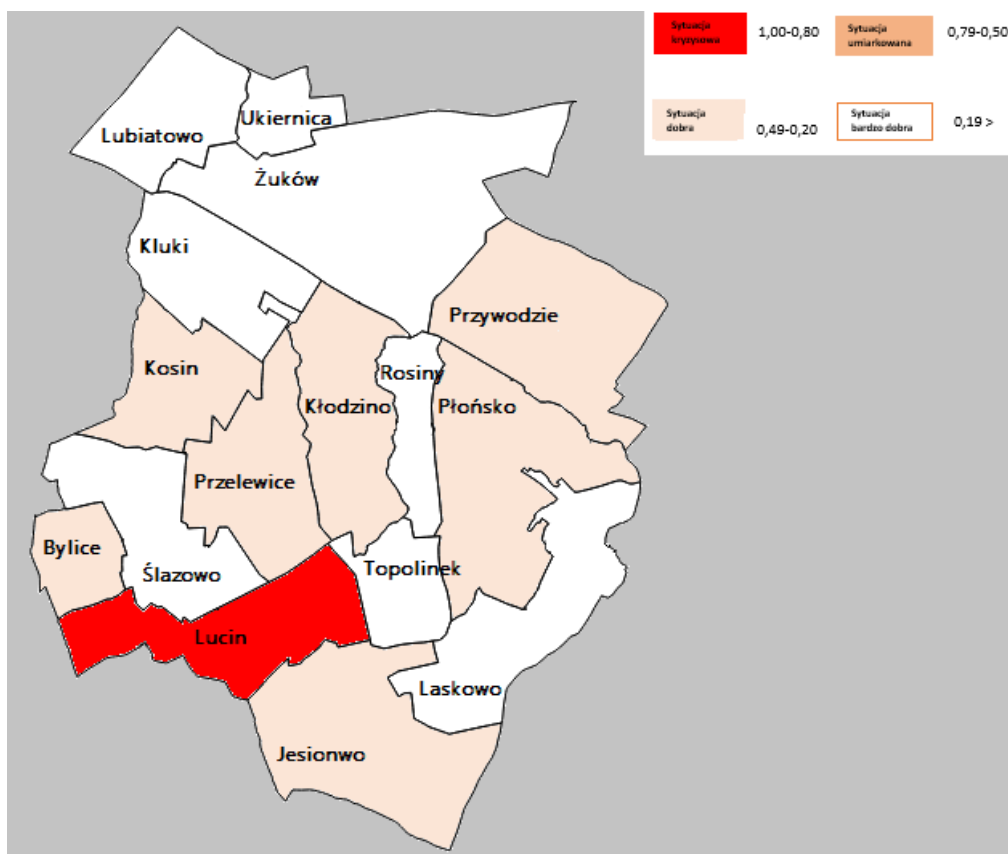 Sytuacja
kryzysowa
1,00-0,80
Sytuacja
umiarkowana
0,79-0,50
Sytuacja
dobra
0,49-0,20
Sytuacja
bardzo dobra
0,19 >
Ukiernica
Lubiatowo
Żuków
Kluki
Przywodzie
Kosin
Rosiny
Kłodzino
Płońsko
Przelewice
Bylice
Ślazowo
Topolinek
Lucin
Laskowo
Jesionwo